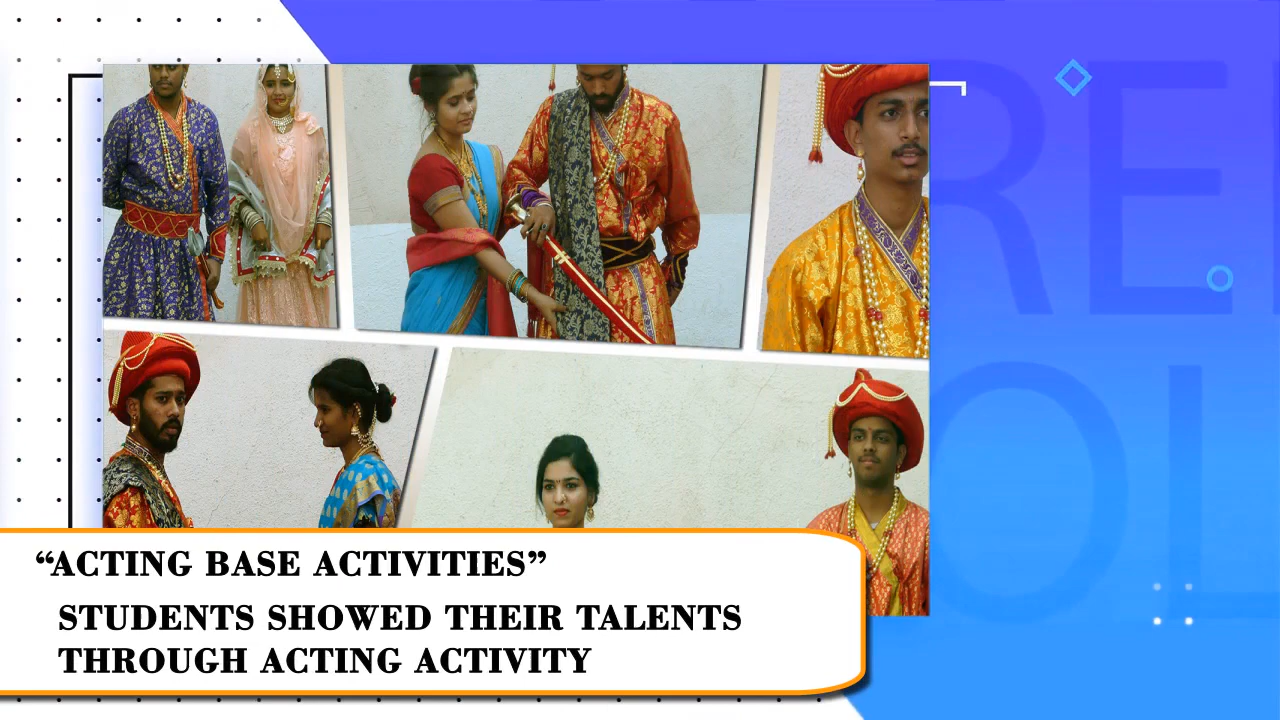 “ACTING BASE ACTIVITIES”
STUDENTS SHOWED THEIR TALENTS
THROUGH ACTING ACTIVITY